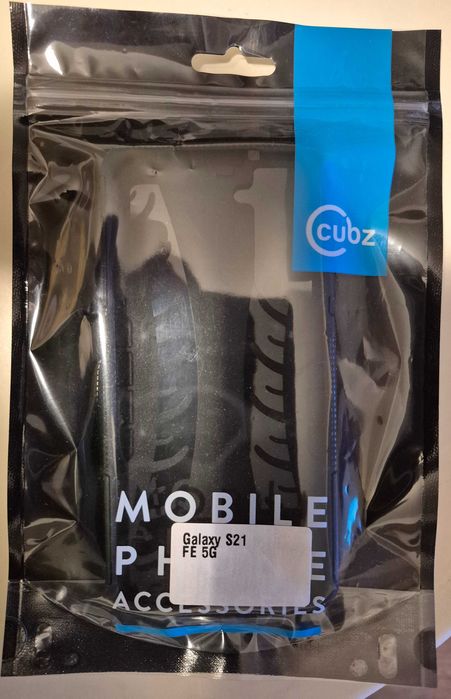 cubz
MOBILE
Galaxy S21
FE 5G
ACCESSORIES